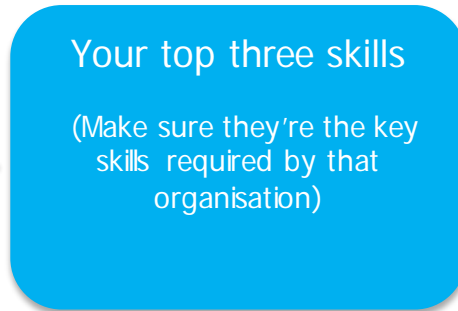 Your top three skills
(Make sure they're the key
skills required by that
organisation)